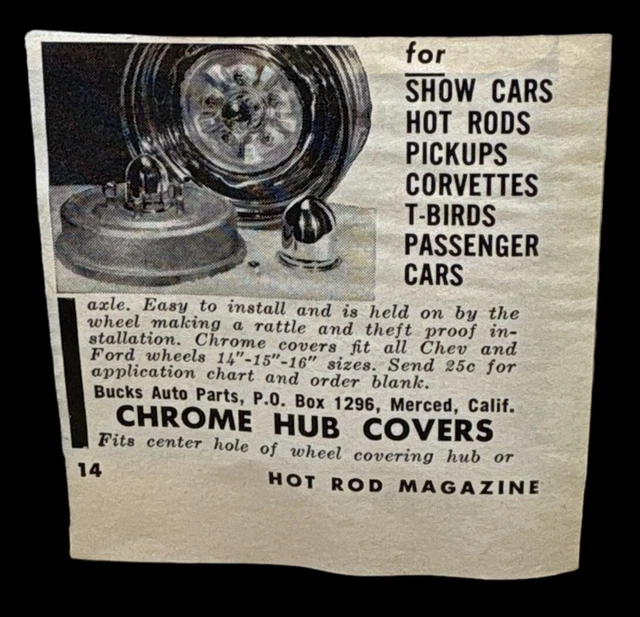 for
SHOW CARS
HOT RODS
PICKUPS
CORVETTES
T-BIRDS
PASSENGER
CARS
axle. Easy to install and is held on by the
wheel making a rattle and theft proof in-
stallation. Chrome covers fit all Chev and
Ford wheels 14"-15"-16" sizes. Send 25c for
application chart and order blank.
Bucks Auto Parts, P.O. Box 1296, Merced, Calif.
CHROME HUB COVERS
Fits center hole of wheel covering hub or
14
HOT ROD MAGAZINE